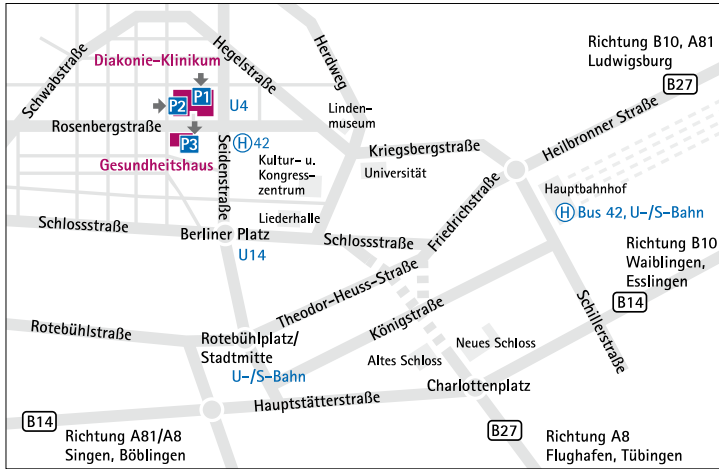 Schwabstraße
Diakonie-Klinikum
Hegelstraße
Herdweg
Richtung B10, A81
Ludwigsburg
B27
P1
P2
U4
Linden-
museum
Rosenbergstraße
P3
H 42
Gesundheitshaus
Seidenstraße
Kultur- u.
Kongress-
zentrum
Kriegsbergstraße
Universität
Heilbronner Straße
Hauptbahnhof
H Bus 42, U-/S-Bahn
Liederhalle
Schlossstraße
Berliner Platz
Schlossstraße
Friedrichstraße
U14
Richtung B10
Waiblingen,
Esslingen
B14
Theodor-Heuss-Straße
Königstraße
Schillerstraße
Rotebühlstraße
Rotebühlplatz/
Stadtmitte
U-/S-Bahn
Altes Schloss
Neues Schloss
Charlottenplatz
Hauptstätterstraße
B14
Richtung A81/A8
Singen, Böblingen
B27
Richtung A8
Flughafen, Tübingen